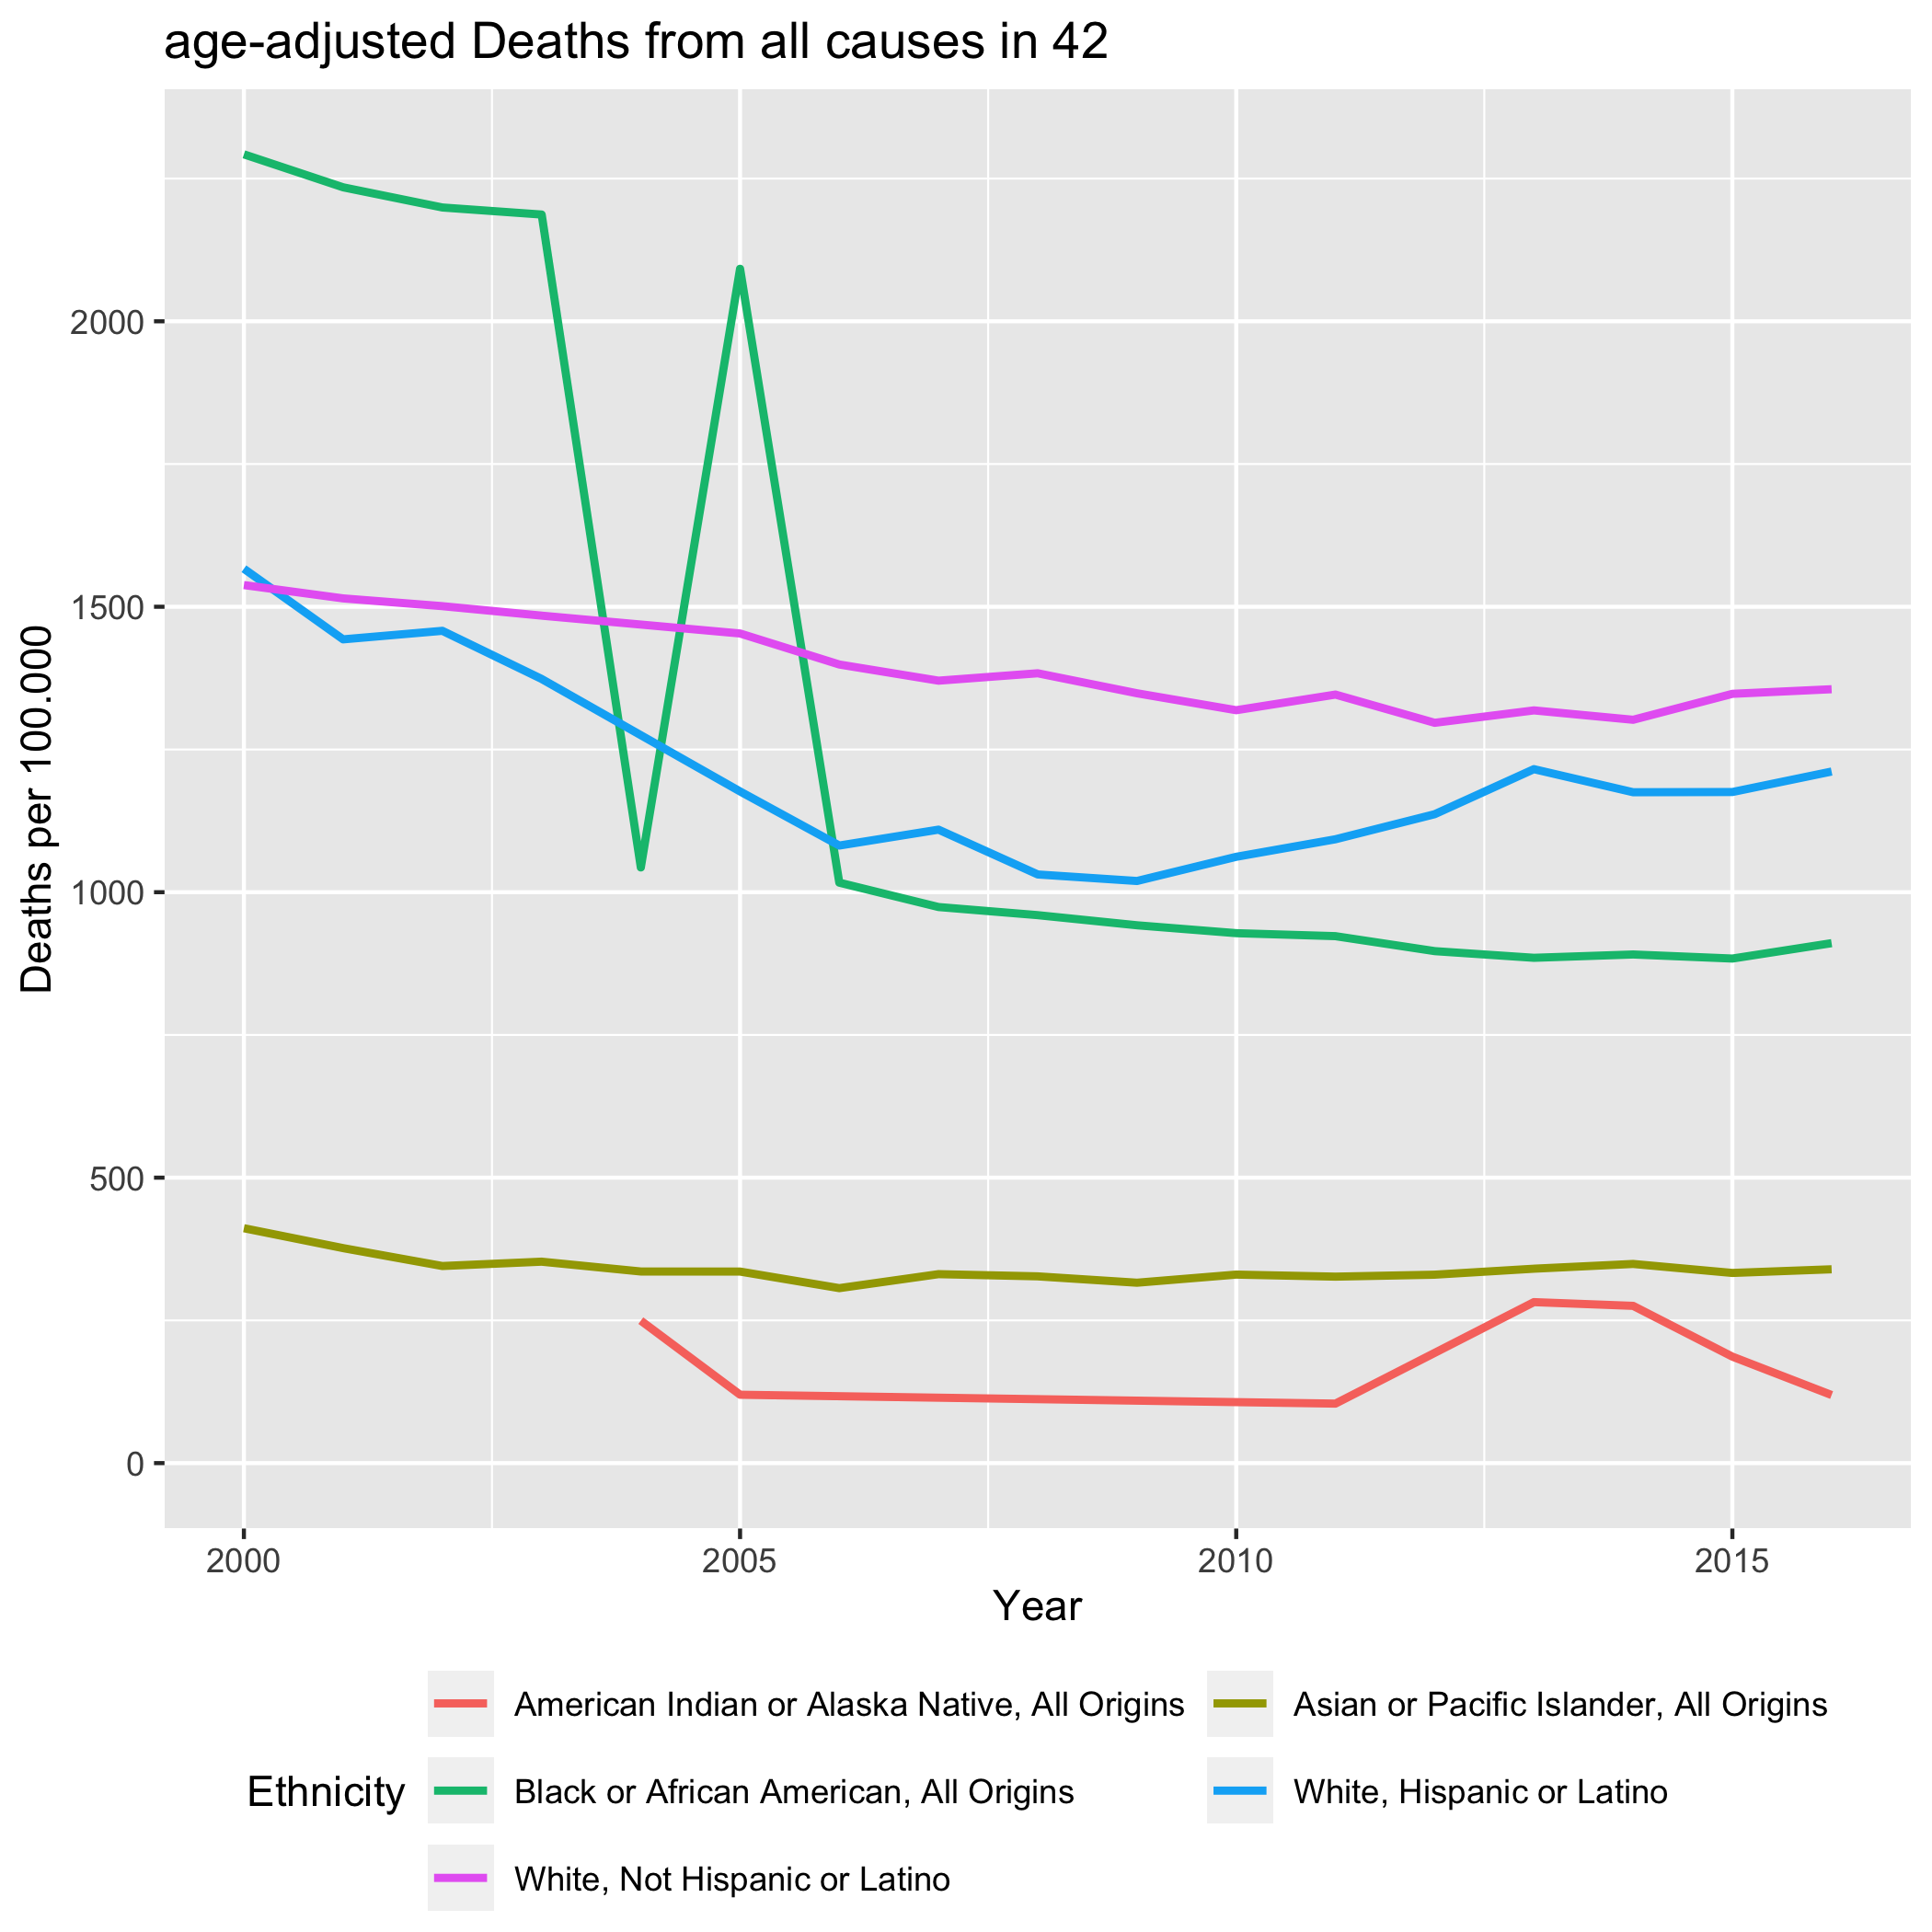 age-adjusted Deaths from all causes in 42
Deaths per 100.000
2000
1500
1000
500
0
2000 2005 2010 2015
Year
Ethnicity
American Indian or Alaska Native, All Origins
Asian or Pacific Islander, All Origins
Black or African American, All Origins
White, Hispanic or Latino
White, Not Hispanic or Latino